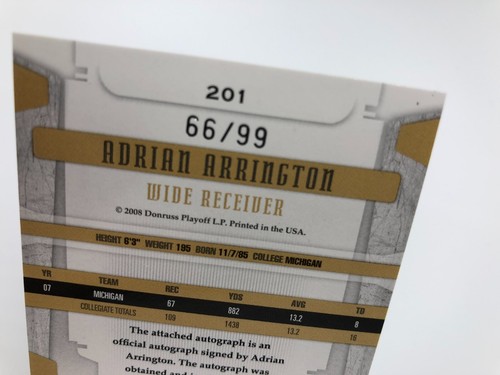 201
66/99
ADRIAN ARRINGTON
WIDE RECEIVER
© 2008 Donruss Playoff L.P. Printed in the USA.
HEIGHT 6'3" WEIGHT 195 BORN 11/7/85 COLLEGE MICHIGAN
YR TEAM REC YDS AVG TD
07 MICHIGAN 67 882 13.2 8
COLLEGIATE TOTALS 109 1438 13.2 16
The attached autograph is an
official autograph signed by Adrian
Arrington. The autograph was
obtained and